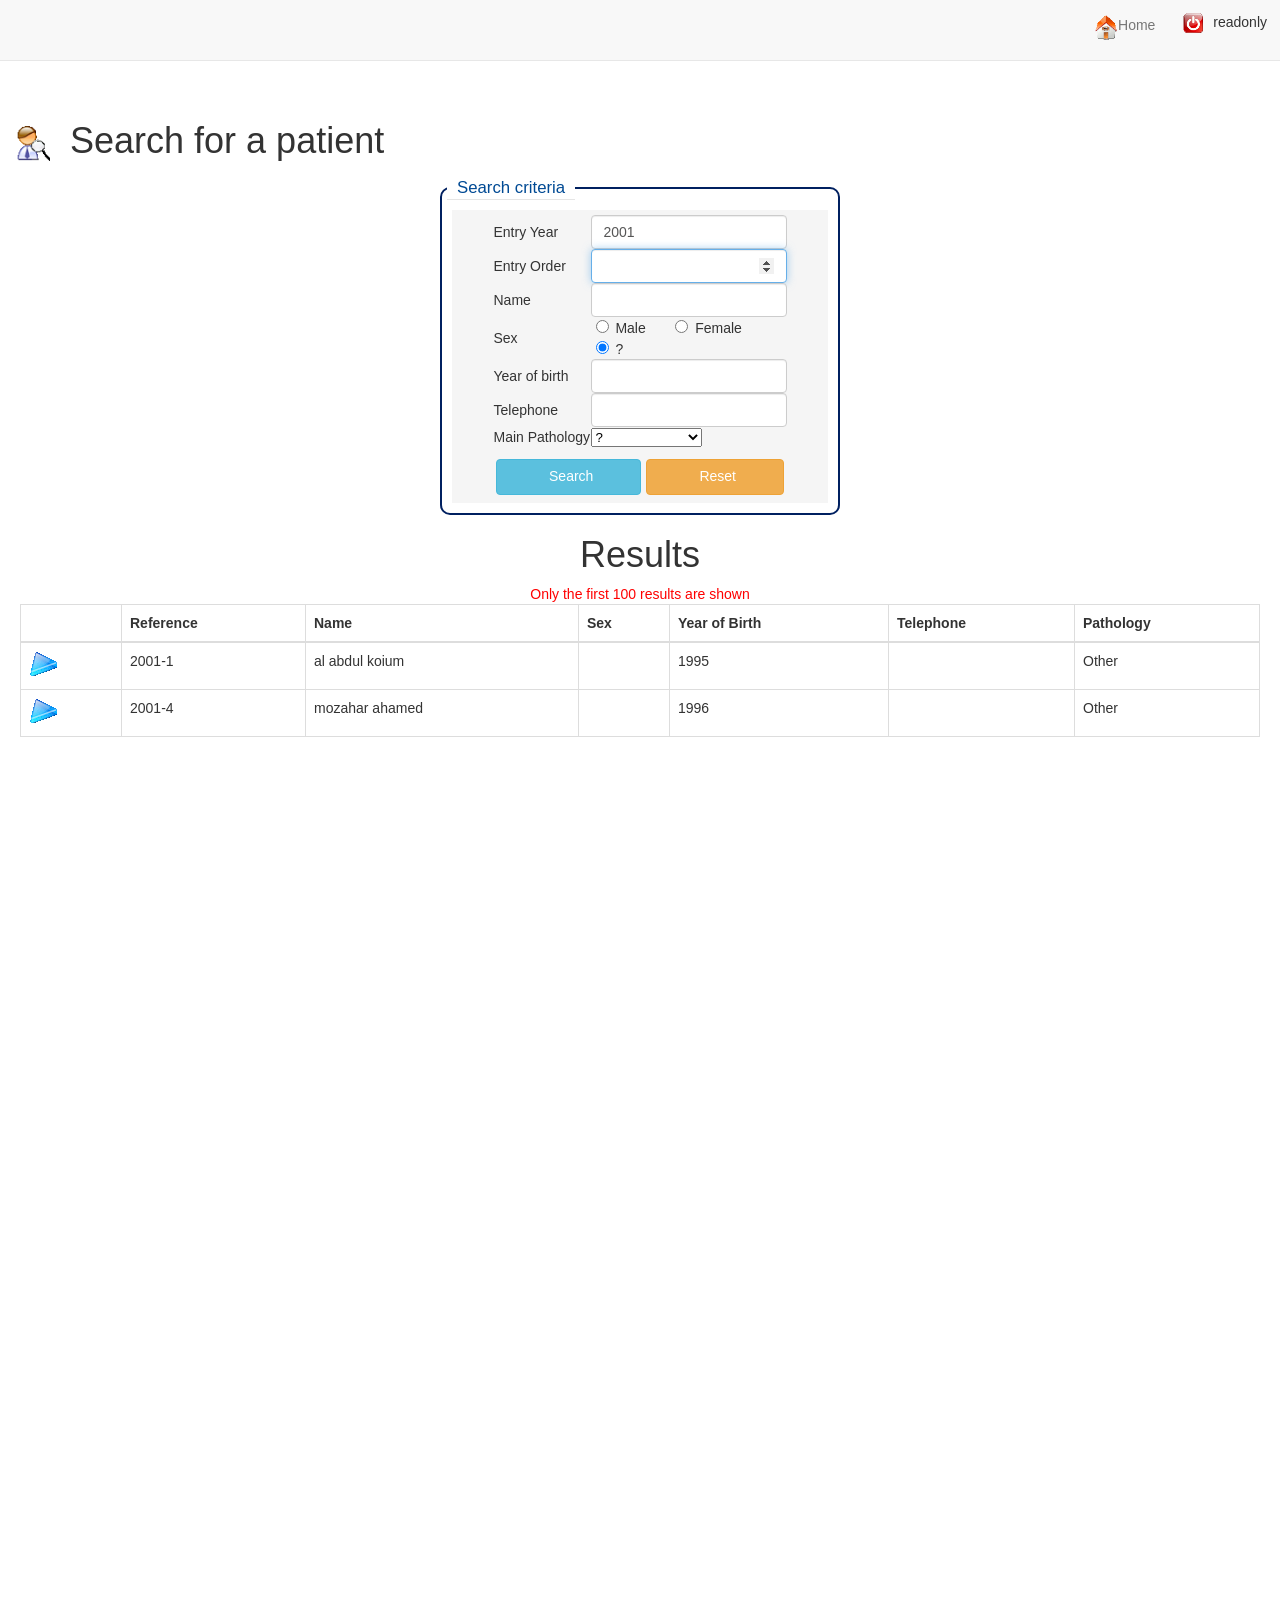 Home readonly
Search for a patient
Search criteria
Entry Year 2001
Entry Order
Name
Sex Male Female
?
Year of birth
Telephone
Main Pathology ?
Search Reset
Results
Only the first 100 results are shown
Reference Name Sex Year of Birth Telephone Pathology
2001-1 al abdul koium 1995 Other
2001-4 mozahar ahamed 1996 Other